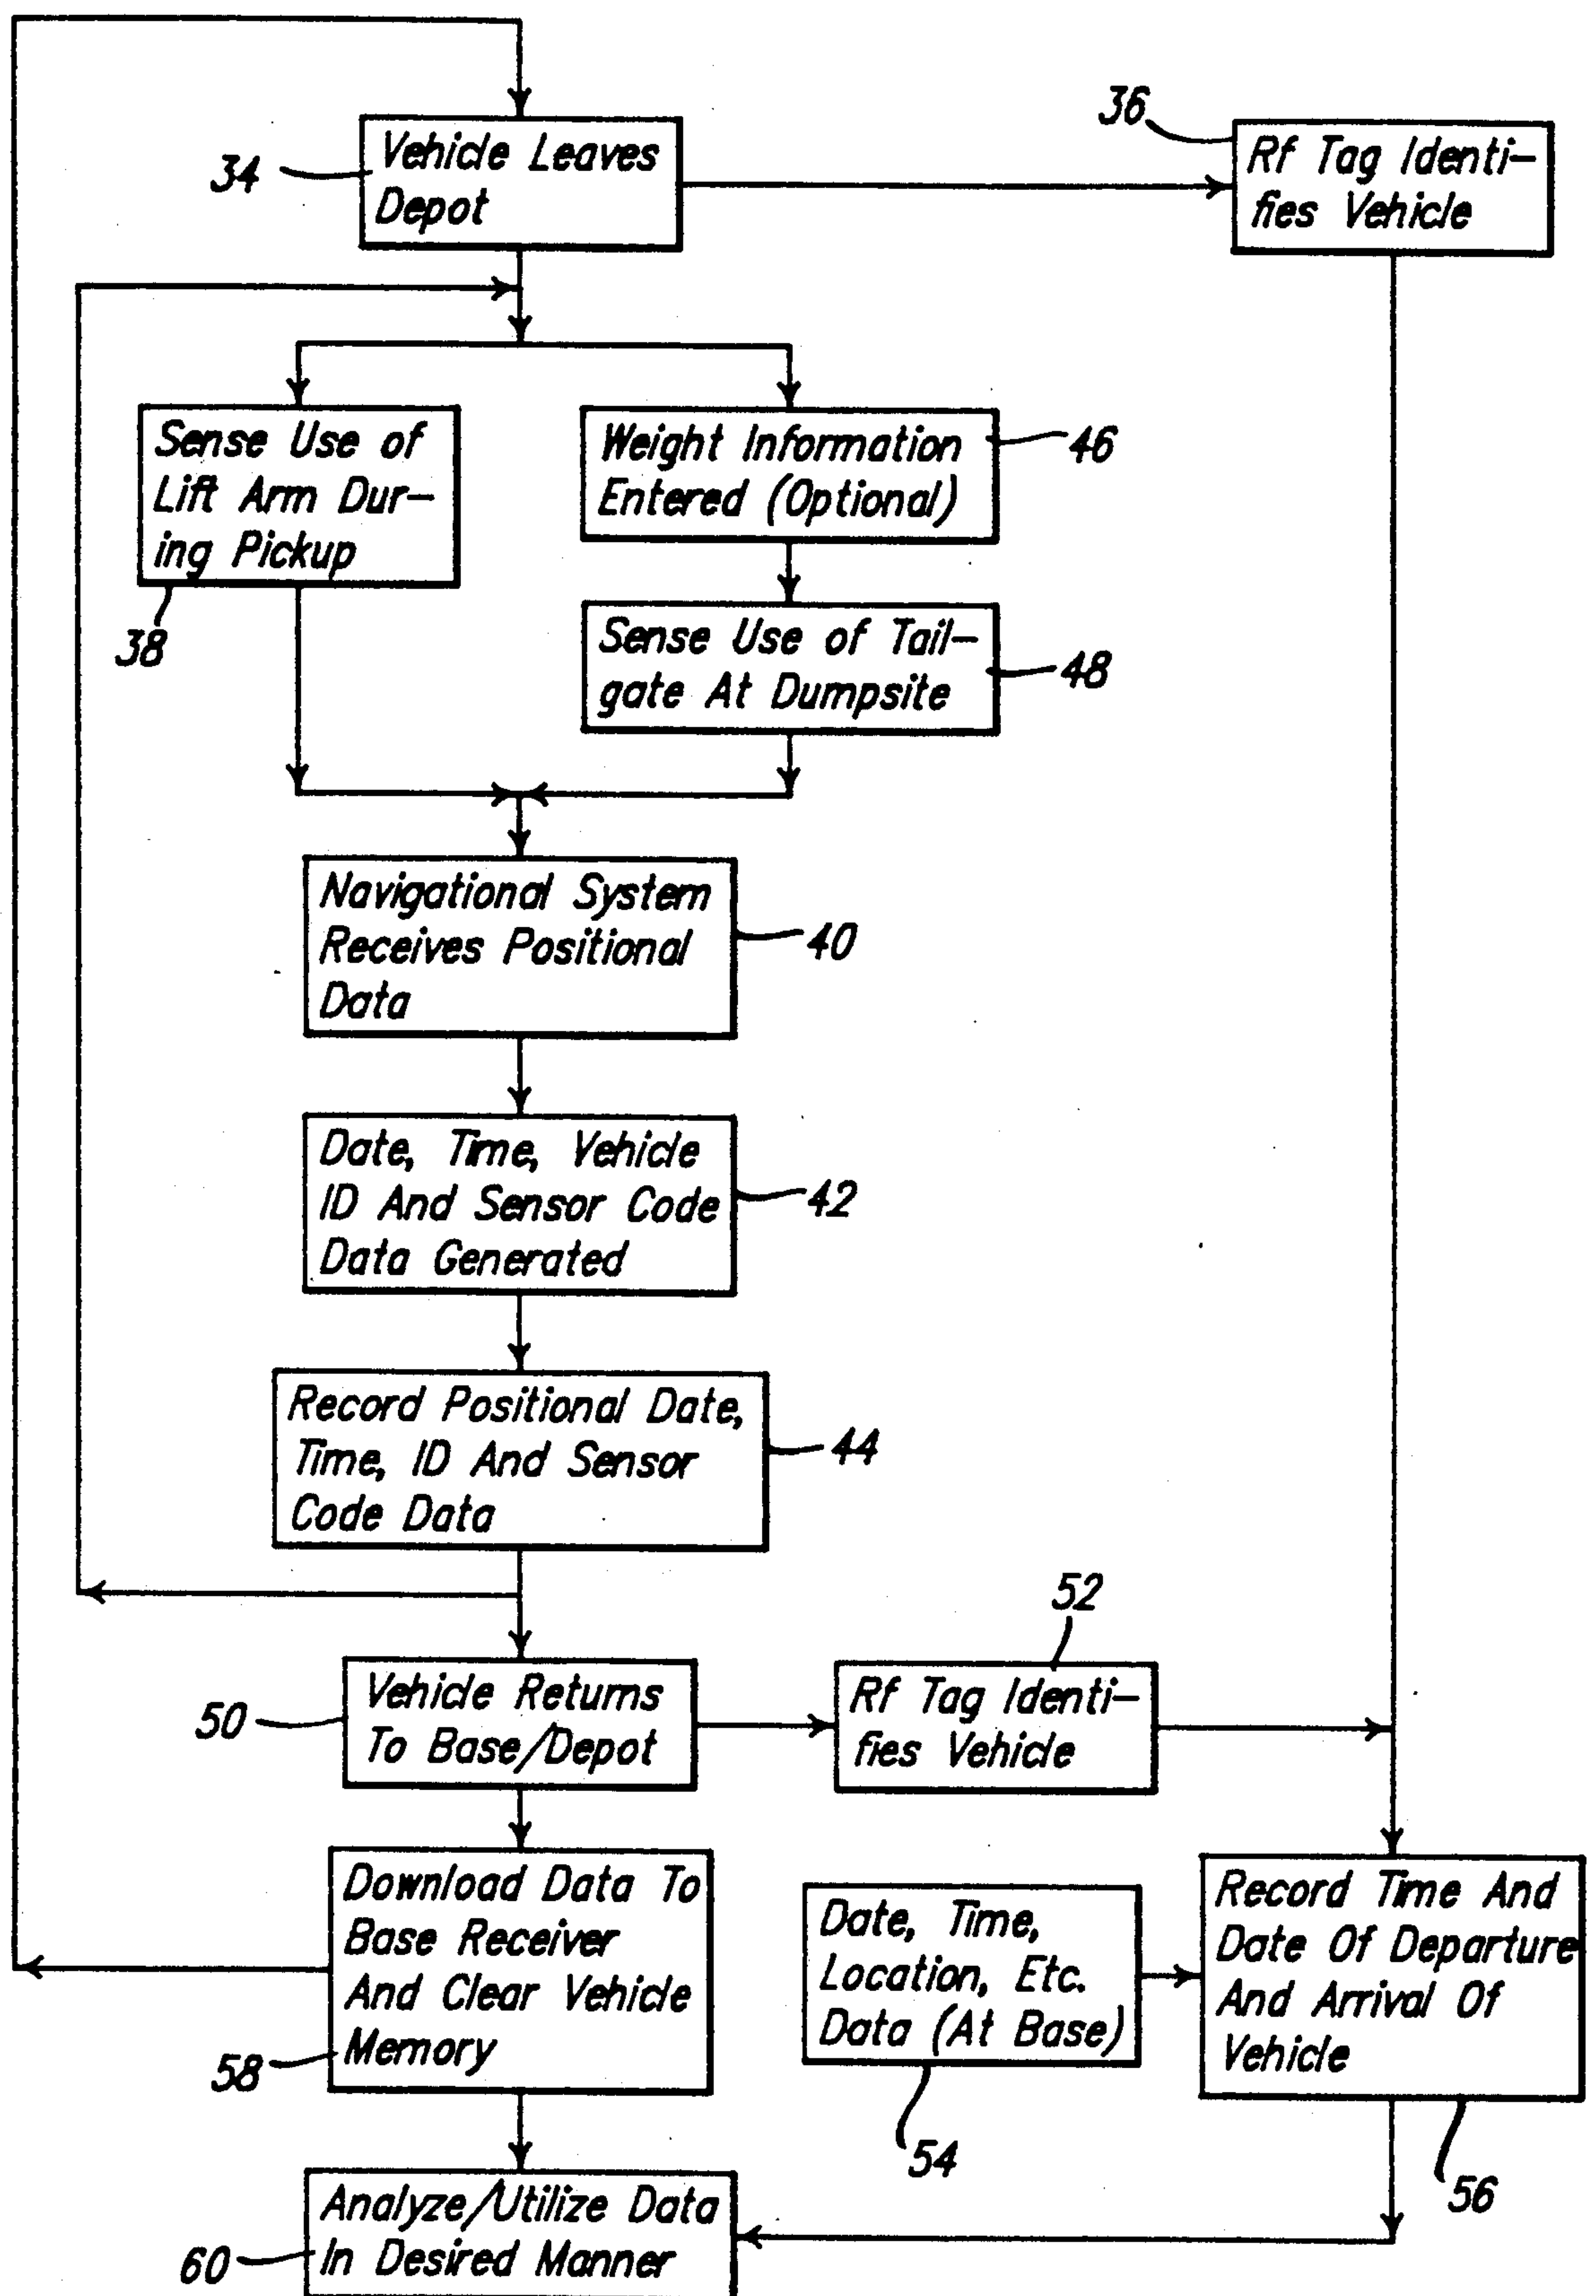 36
Vehicle Leaves
Depot
34
Rf Tag Identi-
fies Vehicle
Sense Use of
Lift Arm Dur-
ing Pickup
38
Weight Information
Entered (Optional)
46
Sense Use of Tail-
gate At Dumpsite
48
Navigational System
Receives Positional
Data
40
Date, Time, Vehicle
ID And Sensor Code
Data Generated
42
Record Positional Date,
Time, ID And Sensor
Code Data
44
52
Vehicle Returns
To Base/Depot
50
Rf Tag Identi-
fies Vehicle
Download Data To
Base Receiver
And Clear Vehicle
Memory
58
Date, Time,
Location, Etc.
Data (At Base)
54
Record Time And
Date Of Departure
And Arrival Of
Vehicle
56
Analyze/Utilize Data
In Desired Manner
60